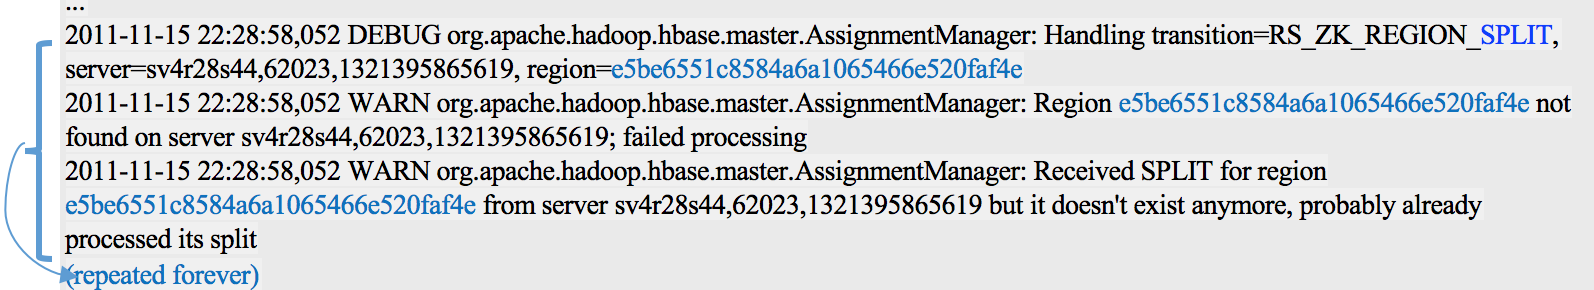 ...
2011-11-15 22:28:58,052 DEBUG org.apache.hadoop.hbase.master.AssignmentManager: Handling transition=RS_ZK_REGION_SPLIT,
server=sv4r28s44,62023,1321395865619, region=e5be6551c8584a6a1065466e520faf4e
2011-11-15 22:28:58,052 WARN org.apache.hadoop.hbase.master.AssignmentManager: Region e5be6551c8584a6a1065466e520faf4e not
found on server sv4r28s44,62023,1321395865619; failed processing
2011-11-15 22:28:58,052 WARN org.apache.hadoop.hbase.master.AssignmentManager: Received SPLIT for region
e5be6551c8584a6a1065466e520faf4e from server sv4r28s44,62023,1321395865619 but it doesn't exist anymore, probably already
processed its split
(repeated forever)